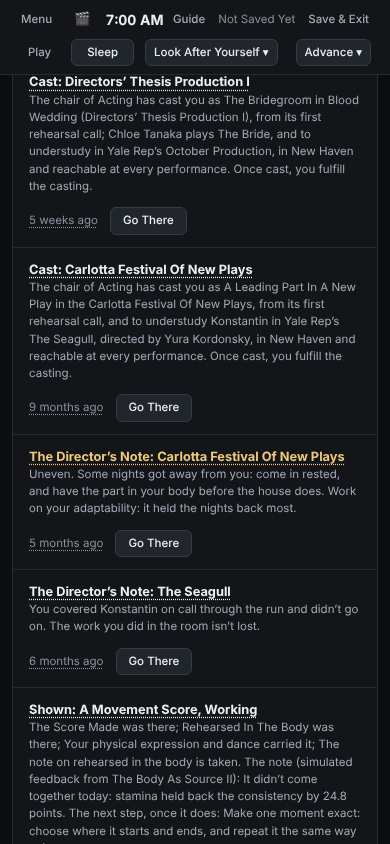 Menu 🎬 7:00 AM Guide Not Saved Yet Save & Exit
Play Sleep Look After Yourself ▾ Advance ▾
Cast: Directors’ Thesis Production I
The chair of Acting has cast you as The Bridegroom in Blood
Wedding (Directors’ Thesis Production I), from its first
rehearsal call; Chloe Tanaka plays The Bride, and to
understudy in Yale Rep’s October Production, in New Haven
and reachable at every performance. Once cast, you fulfill
the casting.
5 weeks ago Go There
Cast: Carlotta Festival Of New Plays
The chair of Acting has cast you as A Leading Part In A New
Play in the Carlotta Festival Of New Plays, from its first
rehearsal call, and to understudy Konstantin in Yale Rep’s
The Seagull, directed by Yura Kordonsky, in New Haven and
reachable at every performance. Once cast, you fulfill the
casting.
9 months ago Go There
The Director’s Note: Carlotta Festival Of New Plays
Uneven. Some nights got away from you: come in rested,
and have the part in your body before the house does. Work
on your adaptability: it held the nights back most.
5 months ago Go There
The Director’s Note: The Seagull
You covered Konstantin on call through the run and didn’t go
on. The work you did in the room isn’t lost.
6 months ago Go There
Shown: A Movement Score, Working
The Score Made was there; Rehearsed In The Body was
there; Your physical expression and dance carried it; The
note on rehearsed in the body is taken. The note (simulated
feedback from The Body As Source II): It didn’t come
together today: stamina held back the consistency by 24.8
points. The next step, once it does: Make one moment exact:
choose where it starts and ends, and repeat it the same way